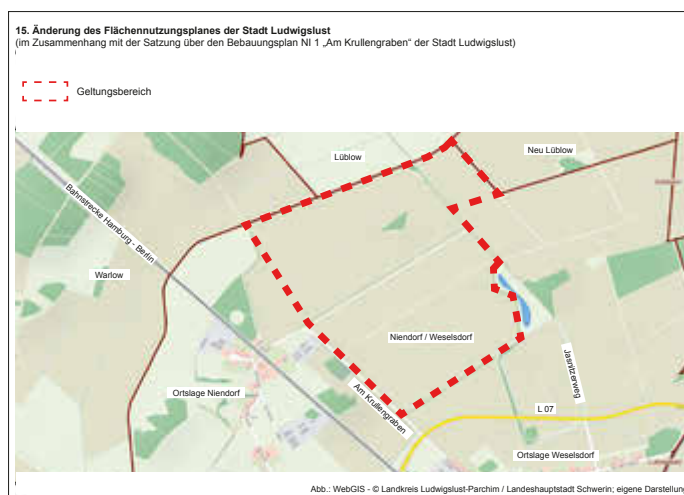 15. Änderung des Flächennutzungsplanes der Stadt Ludwigslust
(im Zusammenhang mit der Satzung über den Bebauungsplan NI 1 „Am Krullengraben“ der Stadt Ludwigslust)
Geltungsbereich
Lüblow
Neu Lüblow
Bahnstrecke Hamburg - Berlin
Warlow
Niendorf / Weselsdorf
Jasnitzerweg
Ortslage Niendorf
Am Krullengraben
L 07
Ortslage Weselsdorf
Abb.: WebGIS - © Landkreis Ludwigslust-Parchim / Landeshauptstadt Schwerin; eigene Darstellung